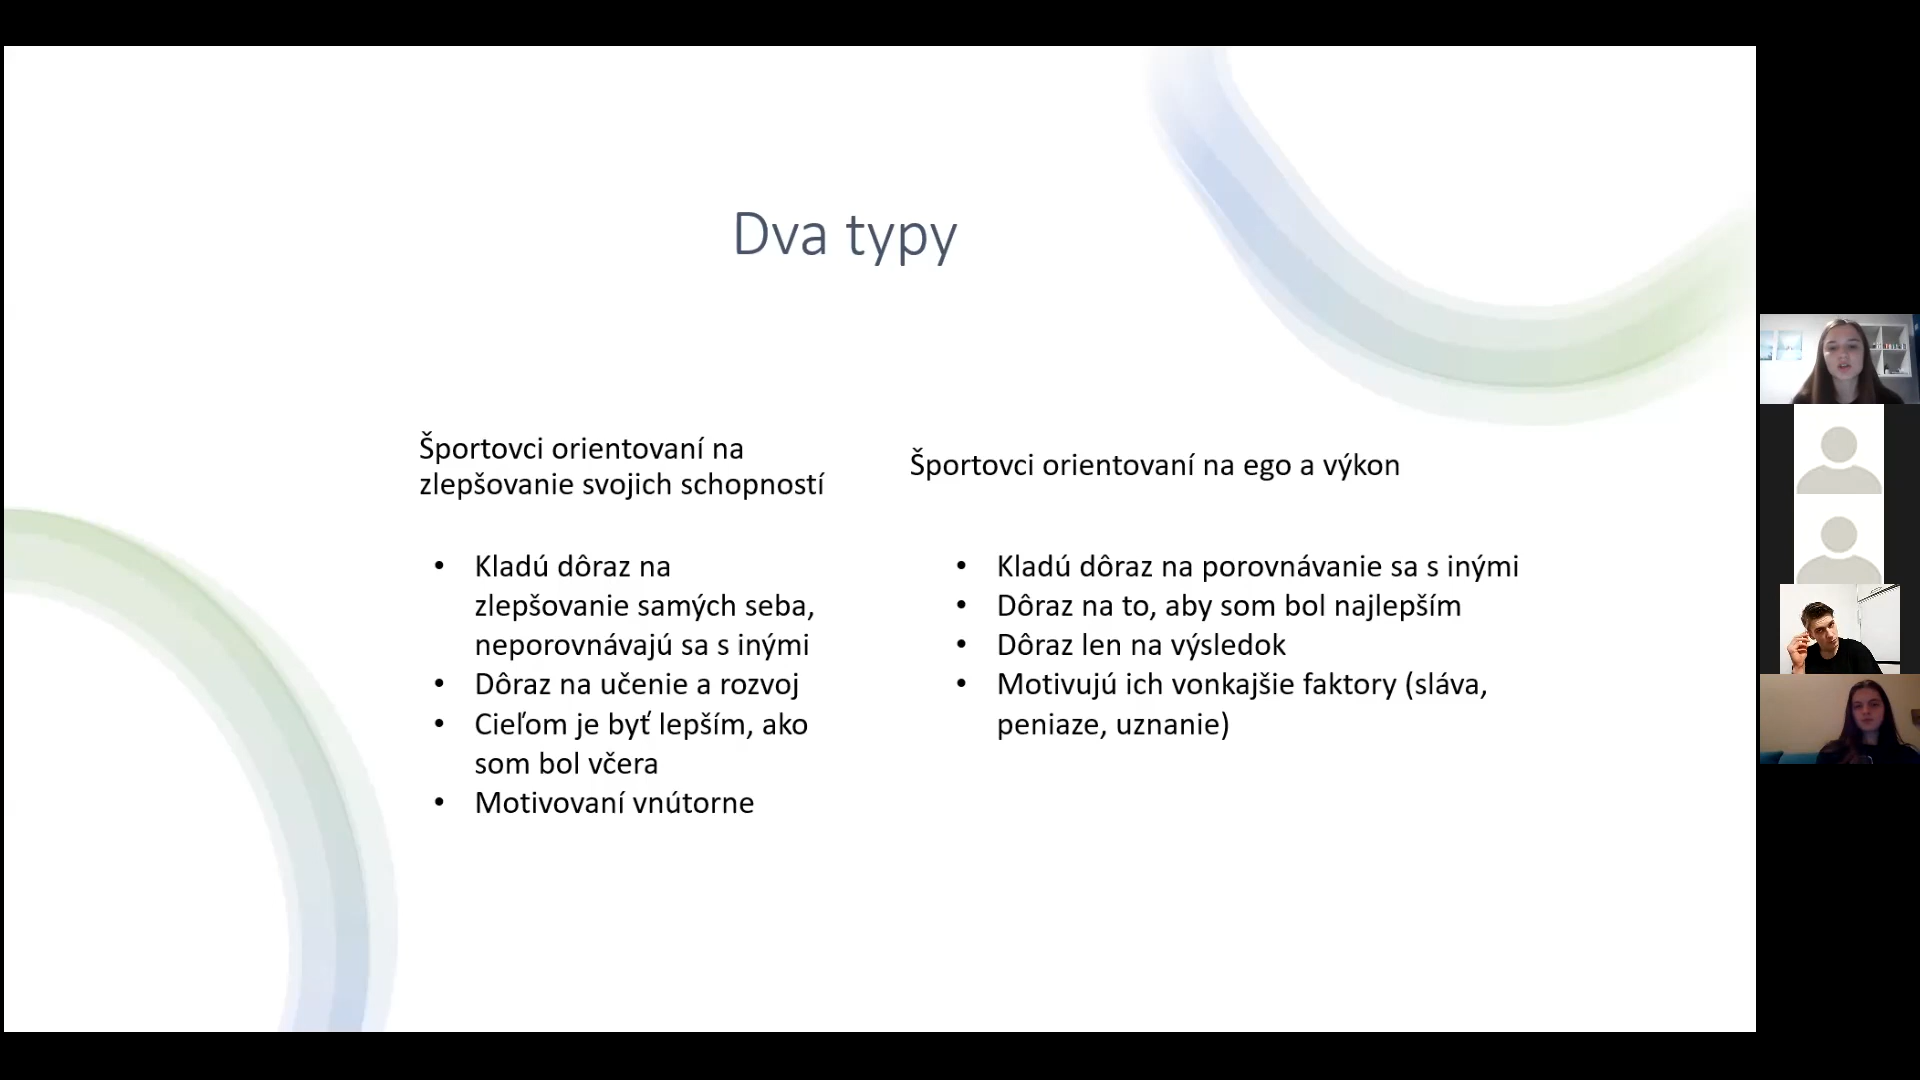 Dva typy
Športovci orientovaní na
zlepšovanie svojich schopností
• Kladú dôraz na
zlepšovanie samých seba,
neporovnávajú sa s inými
• Dôraz na učenie a rozvoj
• Cieľom je byť lepším, ako
som bol včera
• Motivovaní vnútorne
Športovci orientovaní na ego a výkon
• Kladú dôraz na porovnávanie sa s inými
• Dôraz na to, aby som bol najlepším
• Dôraz len na výsledok
• Motivujú ich vonkajšie faktory (sláva,
peniaze, uznanie)